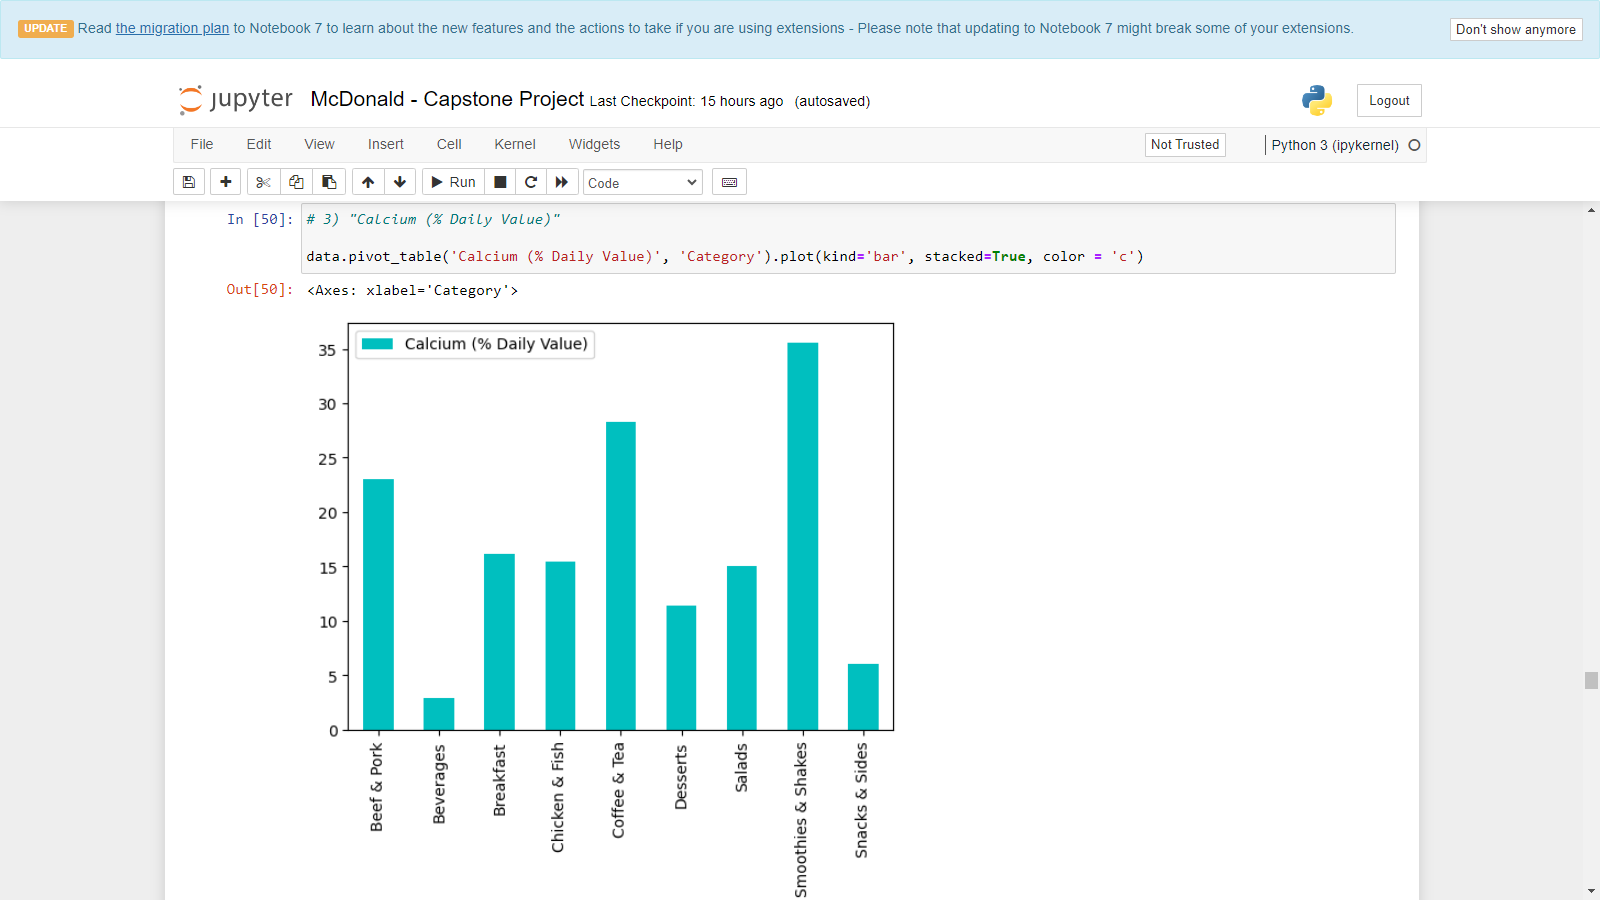 UPDATE Read the migration plan to Notebook 7 to learn about the new features and the actions to take if you are using extensions - Please note that updating to Notebook 7 might break some of your extensions. Don't show anymore
jupyter McDonald - Capstone Project Last Checkpoint: 15 hours ago (autosaved) Logout
File Edit View Insert Cell Kernel Widgets Help Not Trusted Python 3 (ipykernel)
Run Code
In [50]: # 3) "Calcium (% Daily Value)"
data.pivot_table('Calcium (% Daily Value)', 'Category').plot(kind='bar', stacked=True, color = 'c')
Out[50]: <Axes: xlabel='Category'>
Calcium (% Daily Value)
35
30
25
20
15
10
5
0
Beef & Pork
Beverages
Breakfast
Chicken & Fish
Coffee & Tea
Desserts
Salads
Smoothies & Shakes
Snacks & Sides